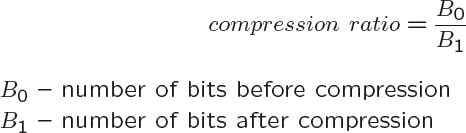 compression ratio = B₀ / B₁
B₀ – number of bits before compression
B₁ – number of bits after compression